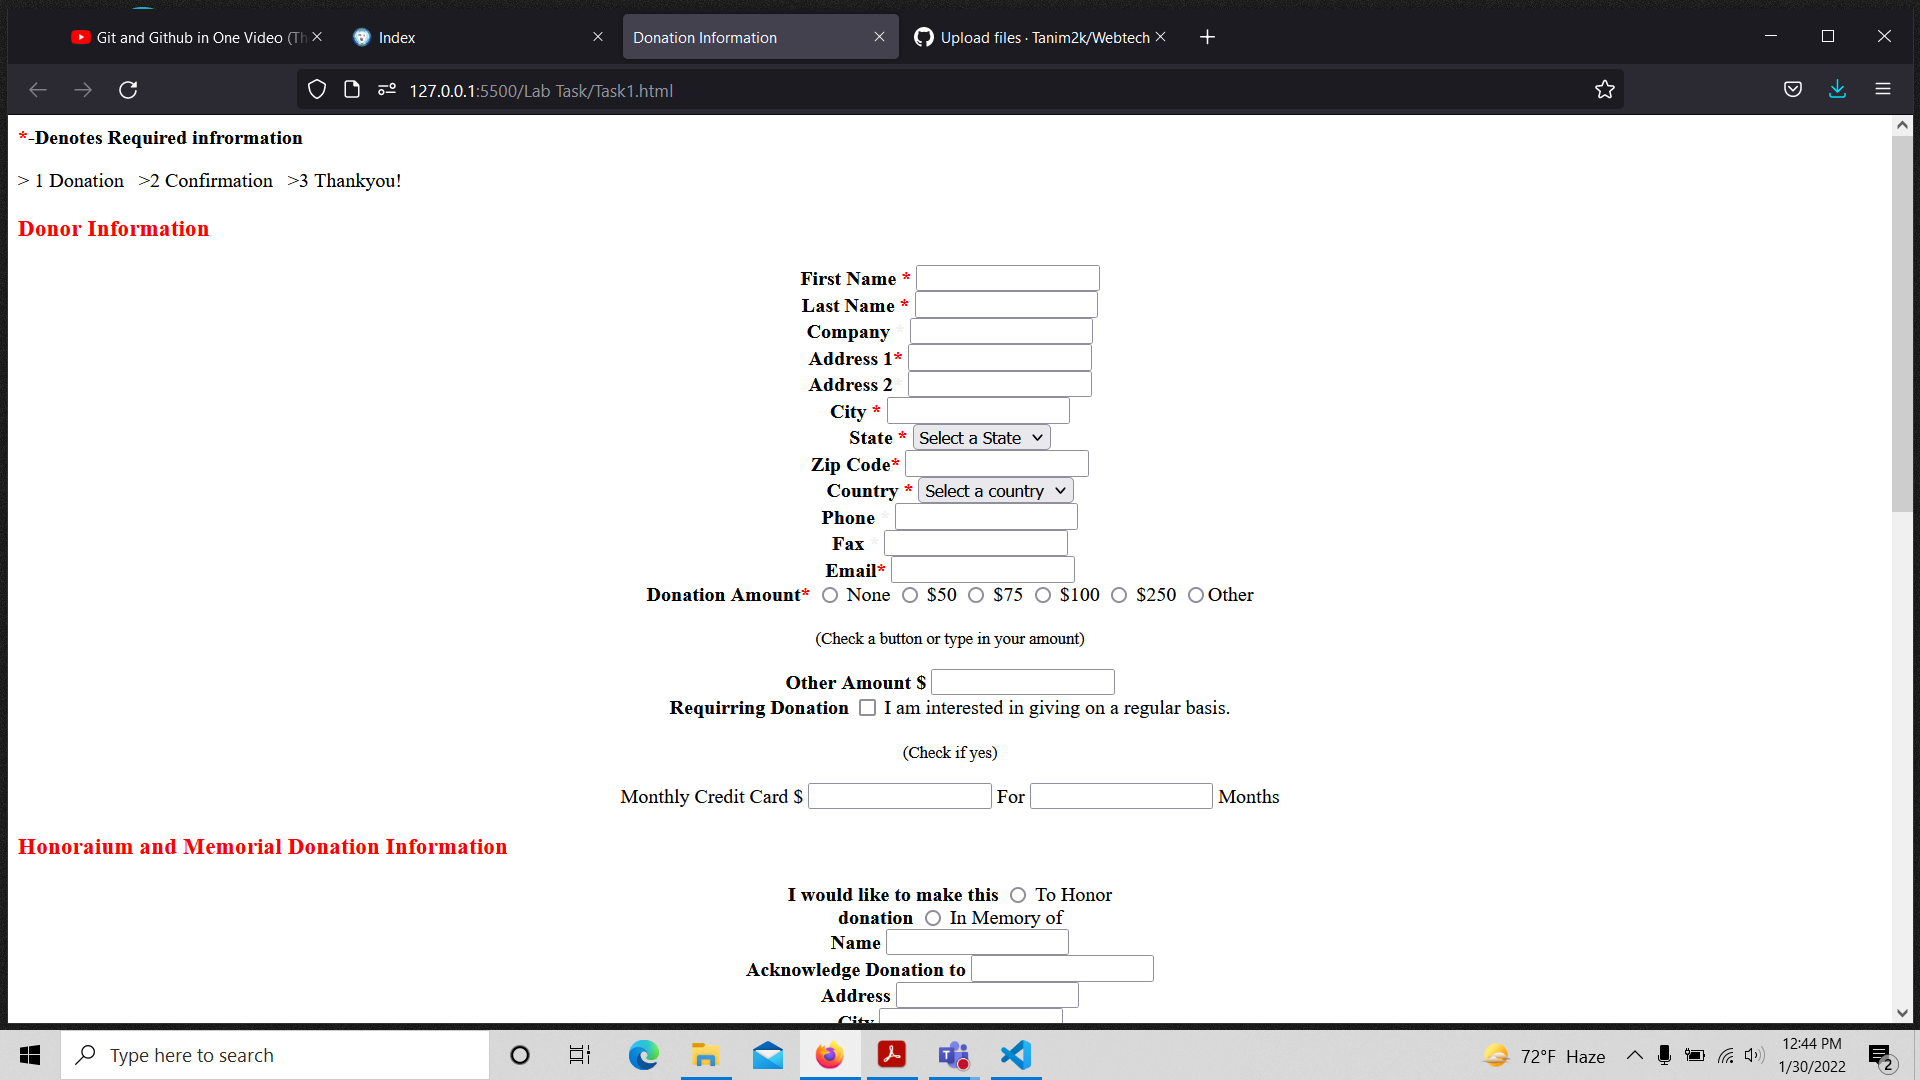 Git and Github in One Video (Th
Index
Donation Information
Upload files · Tanim2k/Webtech
127.0.0.1:5500/Lab Task/Task1.html
*-Denotes Required infrormation
> 1 Donation >2 Confirmation >3 Thankyou!
Donor Information
First Name *
Last Name *
Company *
Address 1*
Address 2 *
City *
State * Select a State
Zip Code*
Country * Select a country
Phone *
Fax *
Email*
Donation Amount* None $50 $75 $100 $250 Other
(Check a button or type in your amount)
Other Amount $
Requirring Donation I am interested in giving on a regular basis.
(Check if yes)
Monthly Credit Card $ For Months
Honoraium and Memorial Donation Information
I would like to make this To Honor
donation In Memory of
Name
Acknowledge Donation to
Address
City
Type here to search
72°F Haze
12:44 PM
1/30/2022
2